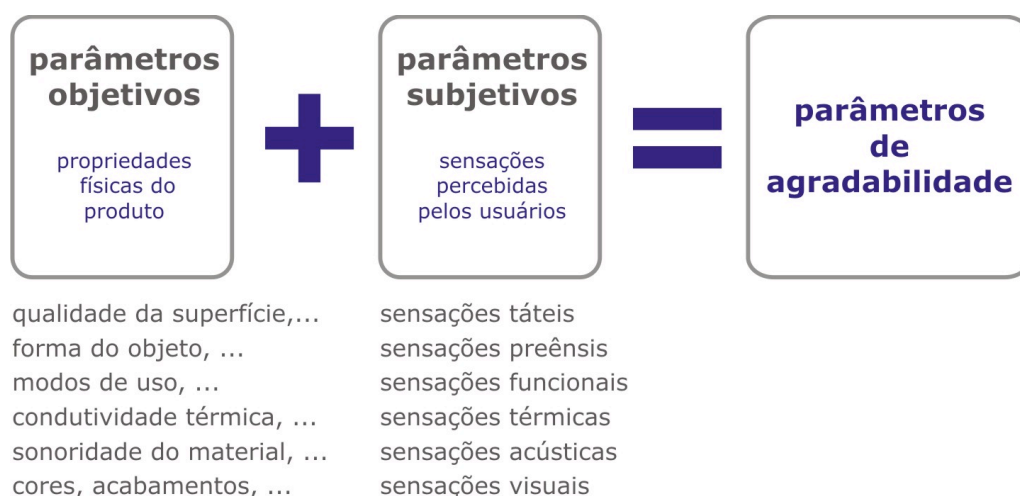 parâmetros
objetivos
propriedades
físicas do
produto
+
parâmetros
subjetivos
sensações
percebidas
pelos usuários
=
parâmetros
de
agradabilidade
qualidade da superfície,...
forma do objeto, ...
modos de uso, ...
condutividade térmica, ...
sonoridade do material, ...
cores, acabamentos, ...
sensações táteis
sensações preênsis
sensações funcionais
sensações térmicas
sensações acústicas
sensações visuais